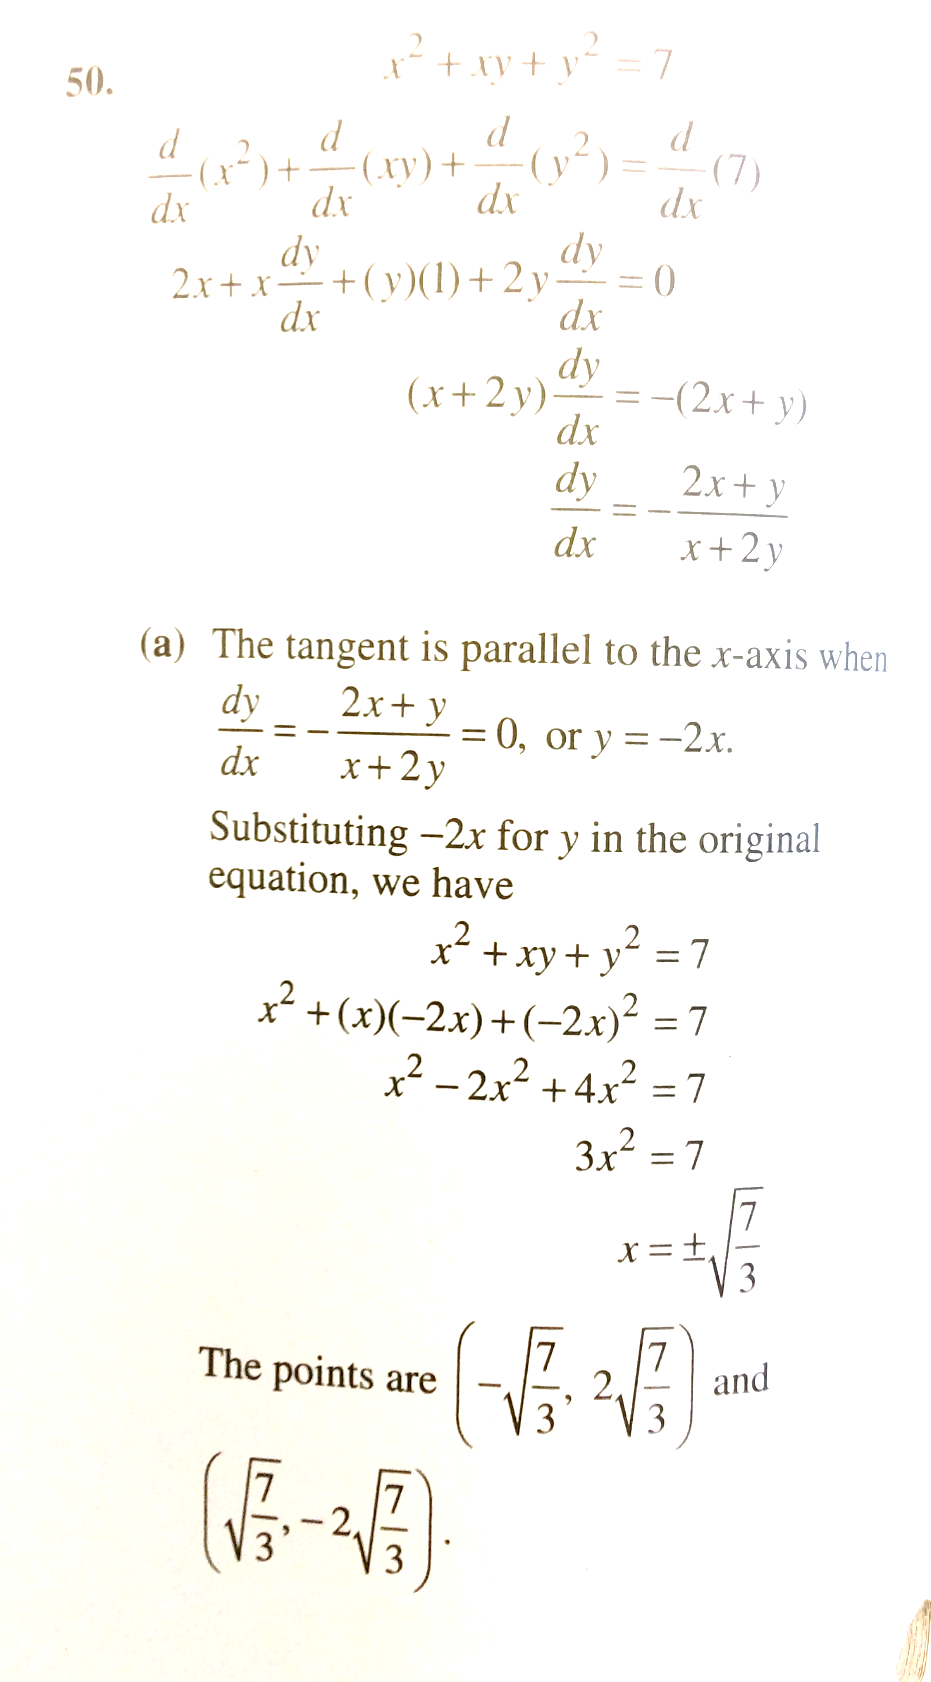 50. x² + xy + y² = 7
d/dx (x²) + d/dx (xy) + d/dx (y²) = d/dx (7)
2x + x dy/dx + (y)(1) + 2y dy/dx = 0
(x + 2y) dy/dx = −(2x + y)
dy/dx = − (2x + y)/(x + 2y)
(a) The tangent is parallel to the x-axis when
dy/dx = − (2x + y)/(x + 2y) = 0, or y = −2x.
Substituting −2x for y in the original
equation, we have
x² + xy + y² = 7
x² + (x)(−2x) + (−2x)² = 7
x² − 2x² + 4x² = 7
3x² = 7
x = ±√(7/3)
The points are (−√(7/3), 2√(7/3)) and
(√(7/3), −2√(7/3)).